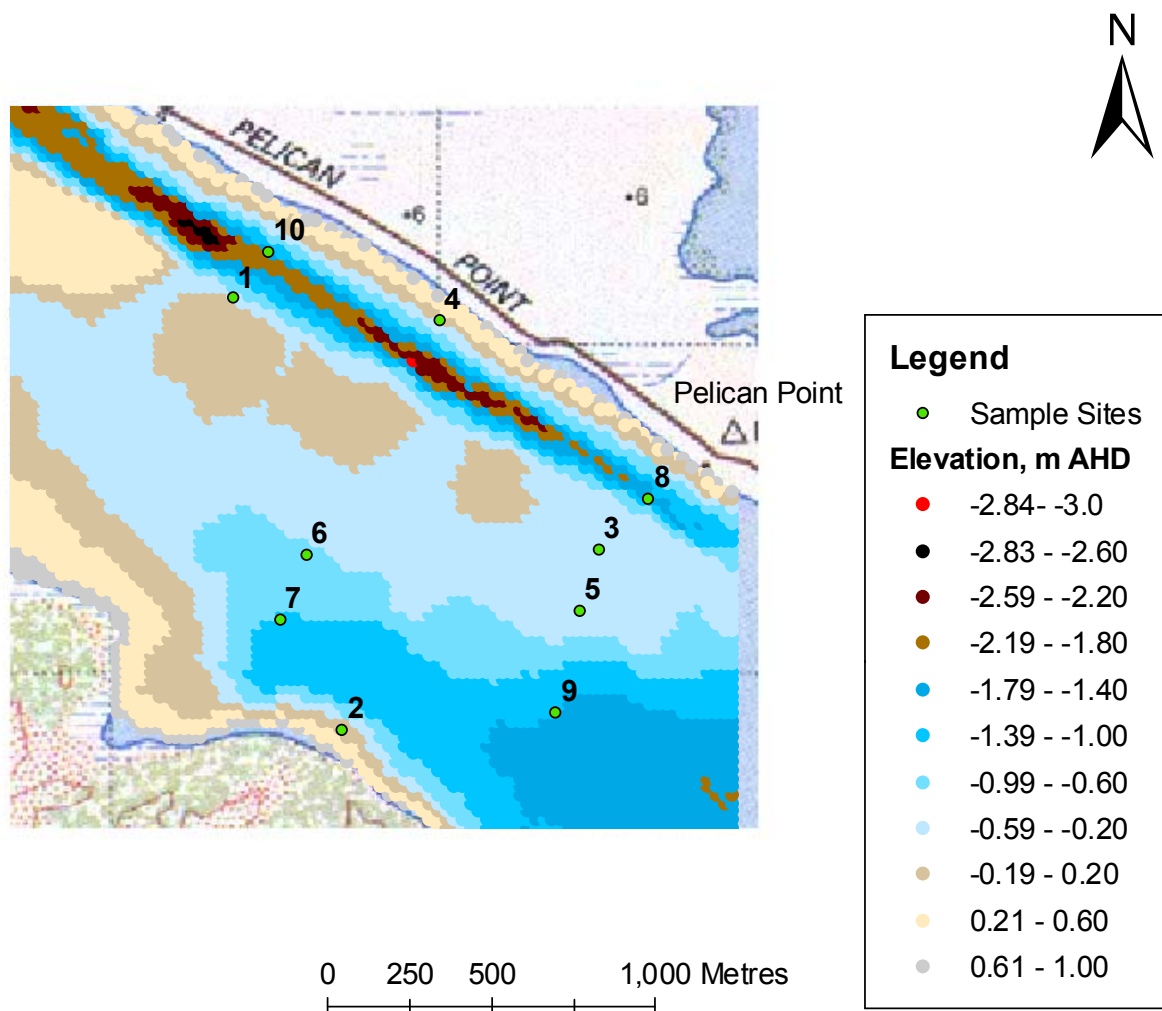 N
PELICAN
6
6
10
1
POINT
4
Pelican Point
8
3
6
5
7
9
2
Legend
Sample Sites
Elevation, m AHD
-2.84- -3.0
-2.83 - -2.60
-2.59 - -2.20
-2.19 - -1.80
-1.79 - -1.40
-1.39 - -1.00
-0.99 - -0.60
-0.59 - -0.20
-0.19 - 0.20
0.21 - 0.60
0.61 - 1.00
0 250 500 1,000 Metres